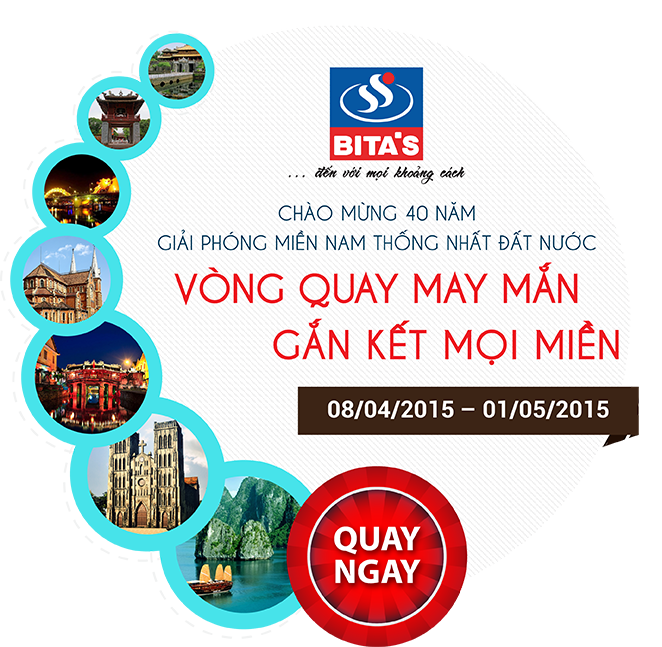 BITA'S
... đến với mọi khoảng cách
CHÀO MỪNG 40 NĂM
GIẢI PHÓNG MIỀN NAM THỐNG NHẤT ĐẤT NƯỚC
VÒNG QUAY MAY MẮN
GẮN KẾT MỌI MIỀN
08/04/2015 – 01/05/2015
QUAY
NGAY